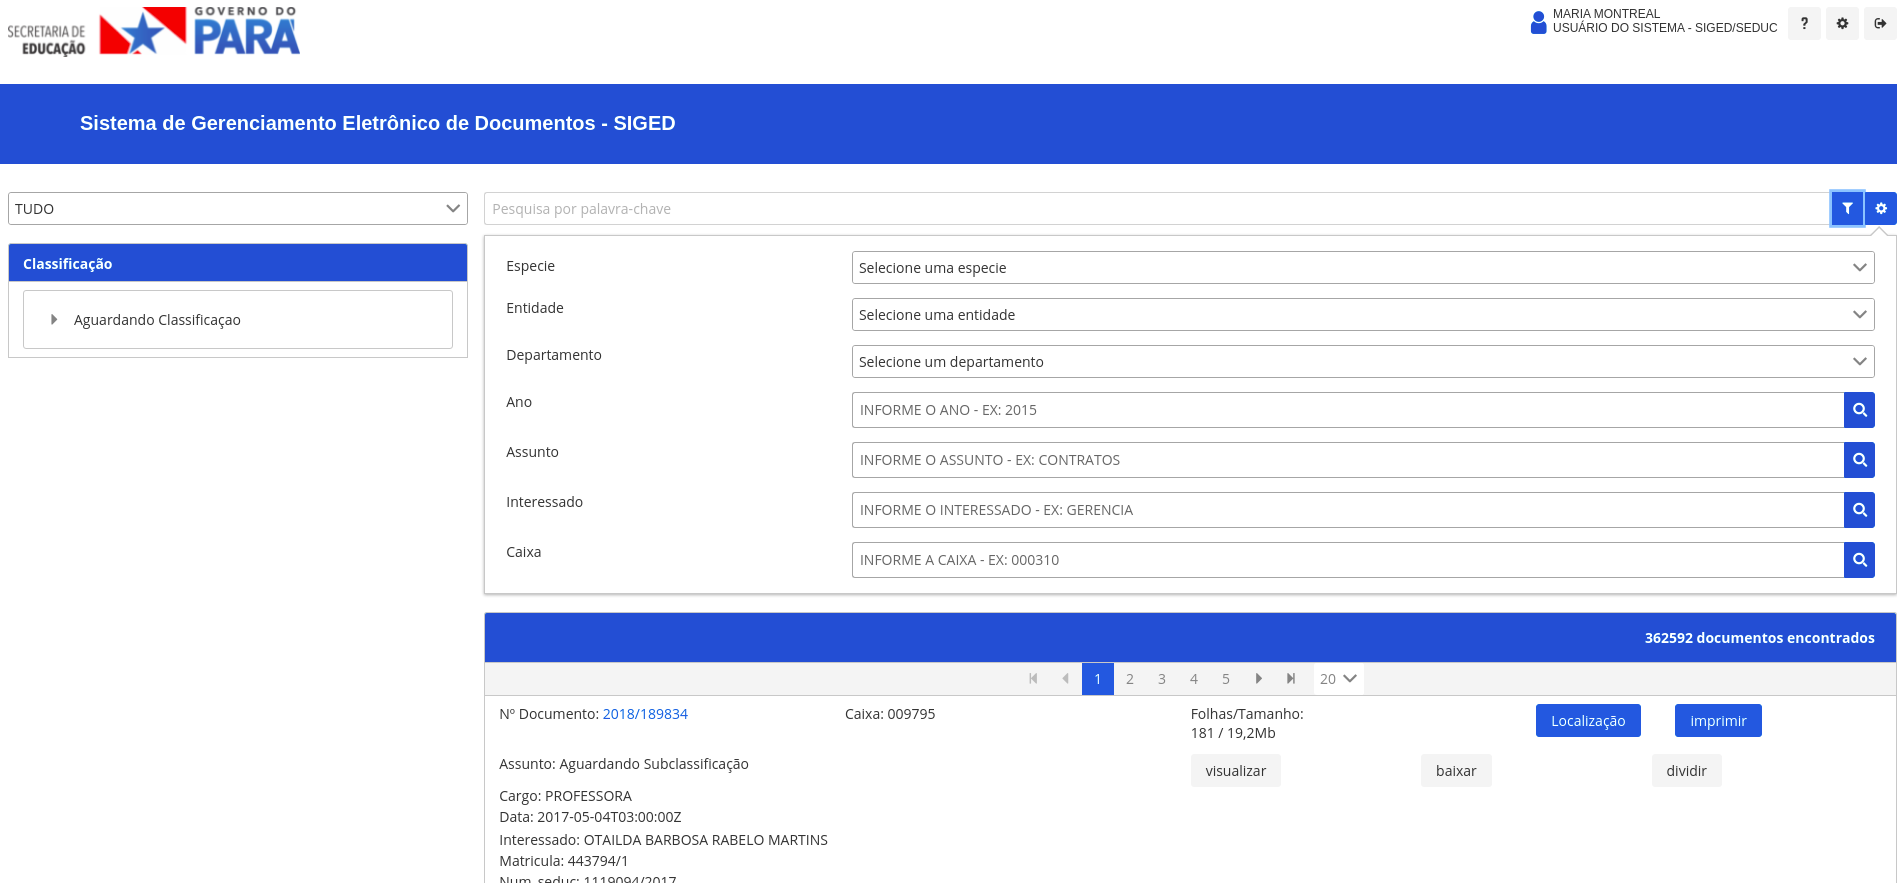 SECRETARIA DE
EDUCAÇÃO
GOVERNO DO
PARÁ
MARIA MONTREAL
USUÁRIO DO SISTEMA - SIGED/SEDUC
?
Sistema de Gerenciamento Eletrônico de Documentos - SIGED
TUDO
Pesquisa por palavra-chave
Classificação
Aguardando Classificaçao
Especie
Selecione uma especie
Entidade
Selecione uma entidade
Departamento
Selecione um departamento
Ano
INFORME O ANO - EX: 2015
Assunto
INFORME O ASSUNTO - EX: CONTRATOS
Interessado
INFORME O INTERESSADO - EX: GERENCIA
Caixa
INFORME A CAIXA - EX: 000310
362592 documentos encontrados
1 2 3 4 5 20
Nº Documento: 2018/189834
Caixa: 009795
Folhas/Tamanho:
181 / 19,2Mb
Localização
imprimir
Assunto: Aguardando Subclassificação
visualizar
baixar
dividir
Cargo: PROFESSORA
Data: 2017-05-04T03:00:00Z
Interessado: OTAILDA BARBOSA RABELO MARTINS
Matricula: 443794/1
Num. seduc: 1119094/2017